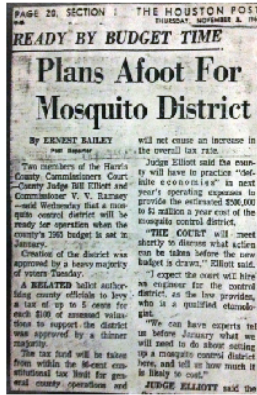 PAGE 20, SECTION 1
THE HOUSTON POST
THURSDAY, NOVEMBER 8,
READY BY BUDGET TIME
Plans Afoot For
Mosquito District
By ERNEST BAILEY
Post Reporter
Two members of the Harris
County Commissioners Court
—County Judge Bill Elliott and
Commissioner V. V. Ramsey
—said Wednesday that a mos-
quito control district will be
ready for operation when the
county's 1963 budget is set in
January.
Creation of the district was
approved by a heavy majority
of voters Tuesday.
A RELATED ballot author-
izing county officials to levy
a tax of up to 5 cents for
each $100 of assessed valua-
tions to support the district
was approved by a thinner
majority.
The tax fund will be taken
from within the 80-cent con-
stitutional tax limit for gen-
eral county operations and
will not cause an increase in
the overall tax rate.
Judge Elliott said the coun-
ty will have to practice "def-
inite economies" in next
year's operating expenses to
provide the estimated $500,000
to $1 million a year cost of the
mosquito control district.
"THE COURT will meet
shortly to discuss what action
can be taken before the new
budget is drawn," Elliott said.
"I expect the court will hire
an engineer for the control
district, as the law provides,
who is a qualified etomolo-
gist.
"We can have experts tell
us before January what we
will need to do about setting
up a mosquito control district
here, and tell us how much it
is likely to cost."
JUDGE ELLIOTT said the